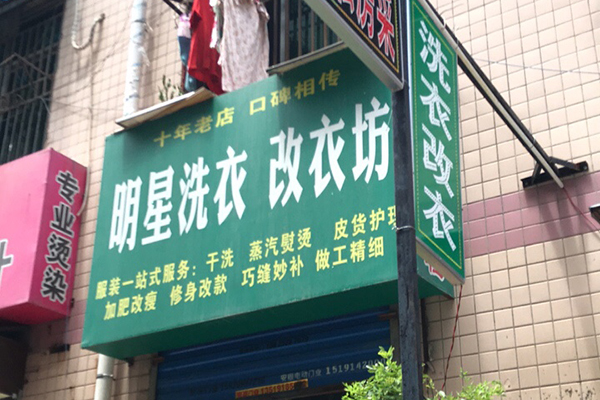 十年老店 口碑相传
明星洗衣 改衣坊
服装一站式服务：干洗 蒸汽熨烫 皮货护理
加肥改瘦 修身改款 巧缝妙补 做工精细
洗衣改衣
专业烫染